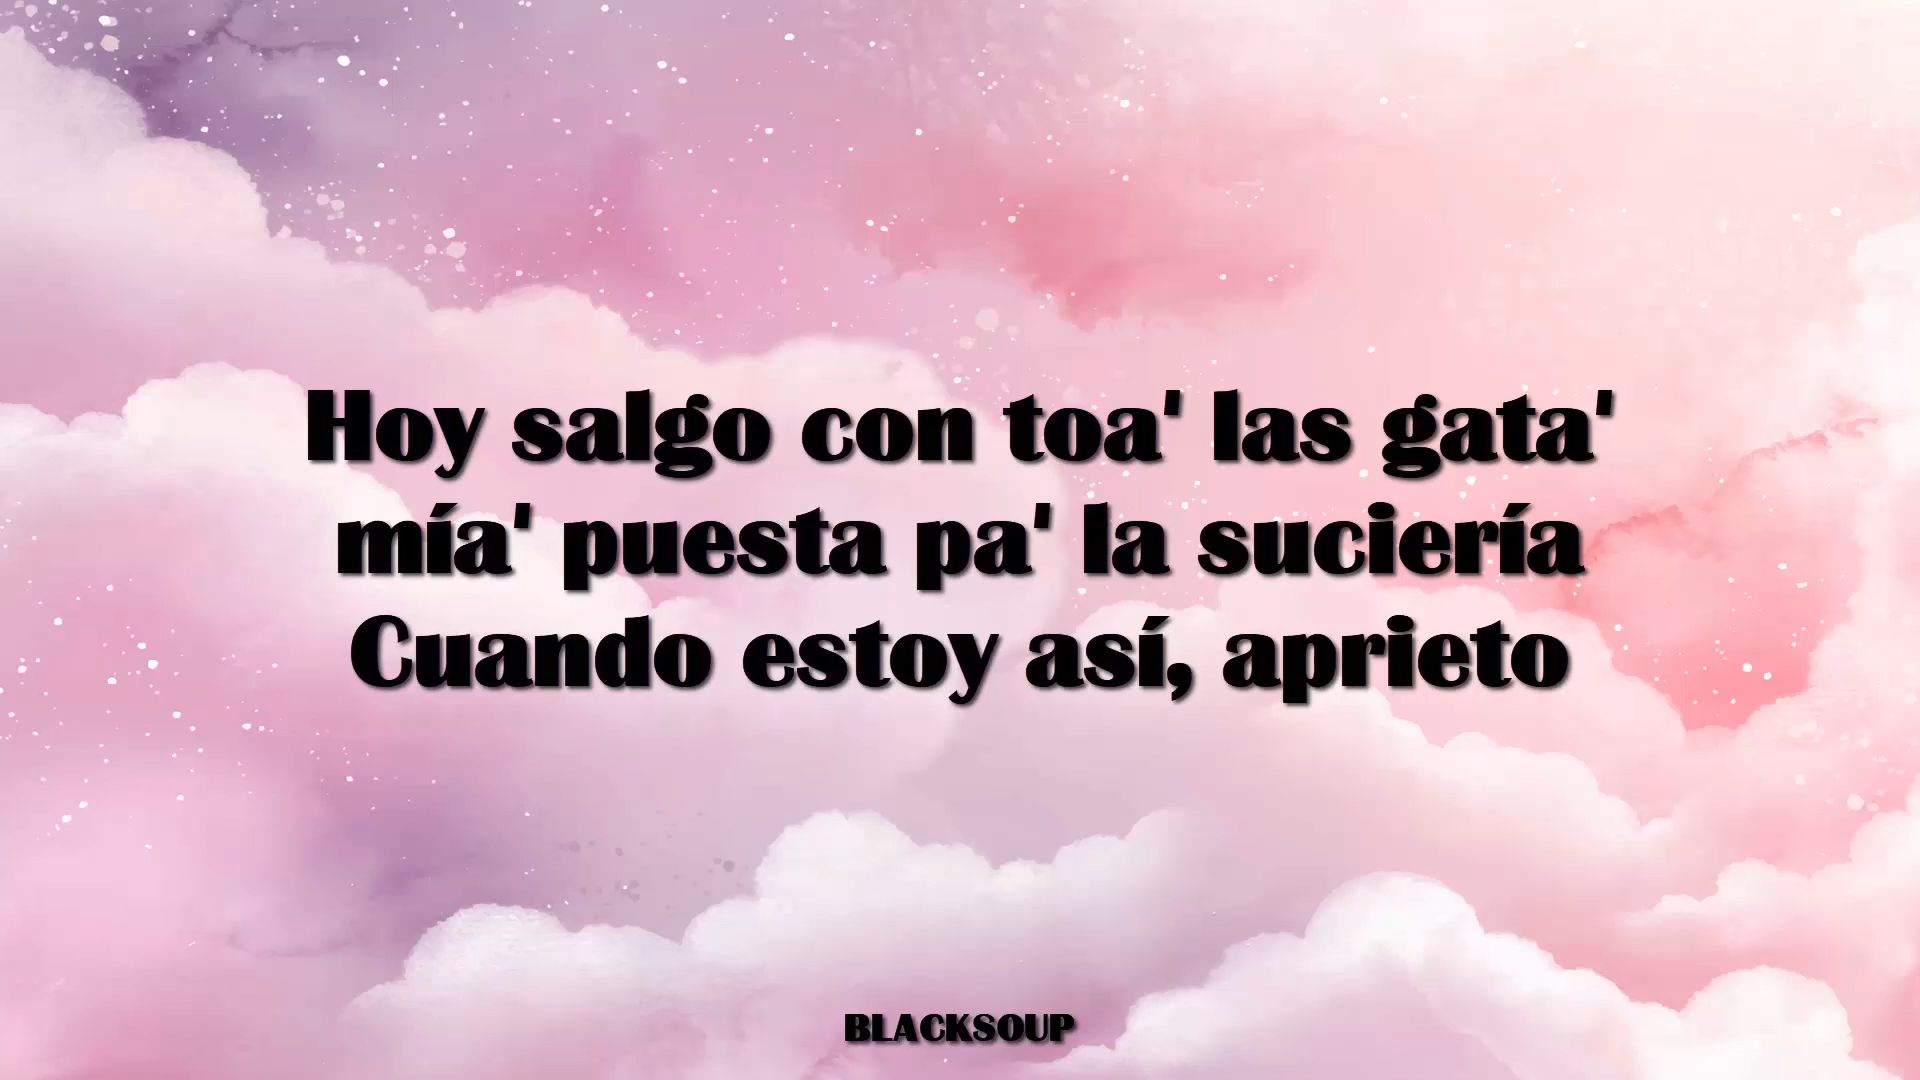 Hoy salgo con toa' las gata'
mía' puesta pa' la suciería
Cuando estoy así, aprieto
BLACKSOUP